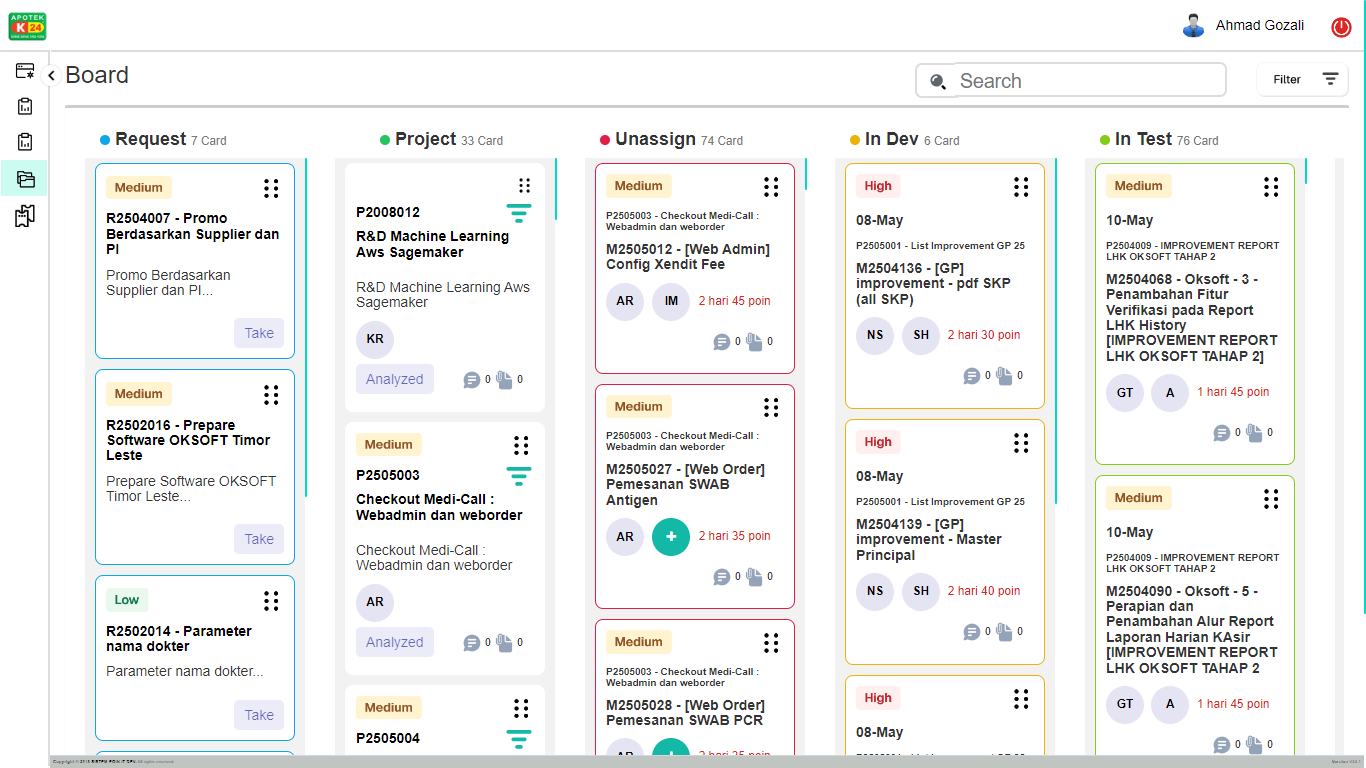 APOTEK
K 24
Ahmad Gozali
Board
Search
Filter
Request 7 Card
Medium
R2504007 - Promo
Berdasarkan Supplier dan
PI
Promo Berdasarkan
Supplier dan PI...
Take
Medium
R2502016 - Prepare
Software OKSOFT Timor
Leste
Prepare Software OKSOFT
Timor Leste...
Take
Low
R2502014 - Parameter
nama dokter
Parameter nama dokter...
Take
Project 33 Card
P2008012
R&D Machine Learning
Aws Sagemaker
R&D Machine Learning Aws
Sagemaker
KR
Analyzed 0 0
Medium
P2505003
Checkout Medi-Call :
Webadmin dan weborder
Checkout Medi-Call :
Webadmin dan weborder
AR
Analyzed 0 0
Medium
P2505004
Unassign 74 Card
Medium
P2505003 - Checkout Medi-Call :
Webadmin dan weborder
M2505012 - [Web Admin]
Config Xendit Fee
AR IM 2 hari 45 poin
0 0
Medium
P2505003 - Checkout Medi-Call :
Webadmin dan weborder
M2505027 - [Web Order]
Pemesanan SWAB
Antigen
AR + 2 hari 35 poin
0 0
Medium
P2505003 - Checkout Medi-Call :
Webadmin dan weborder
M2505028 - [Web Order]
Pemesanan SWAB PCR
AR + 2 hari 35 poin
In Dev 6 Card
High
08-May
P2505001 - List Improvement GP 25
M2504136 - [GP]
improvement - pdf SKP
(all SKP)
NS SH 2 hari 30 poin
0 0
High
08-May
P2505001 - List Improvement GP 25
M2504139 - [GP]
improvement - Master
Principal
NS SH 2 hari 40 poin
0 0
High
08-May
P2505001 - List Improvement GP 25
In Test 76 Card
Medium
10-May
P2504009 - IMPROVEMENT REPORT
LHK OKSOFT TAHAP 2
M2504068 - Oksoft - 3 -
Penambahan Fitur
Verifikasi pada Report
LHK History
[IMPROVEMENT REPORT
LHK OKSOFT TAHAP 2]
GT A 1 hari 45 poin
0 0
Medium
10-May
P2504009 - IMPROVEMENT REPORT
LHK OKSOFT TAHAP 2
M2504090 - Oksoft - 5 -
Perapian dan
Penambahan Alur Report
Laporan Harian KAsir
[IMPROVEMENT REPORT
LHK OKSOFT TAHAP 2
GT A 1 hari 45 poin
0 0